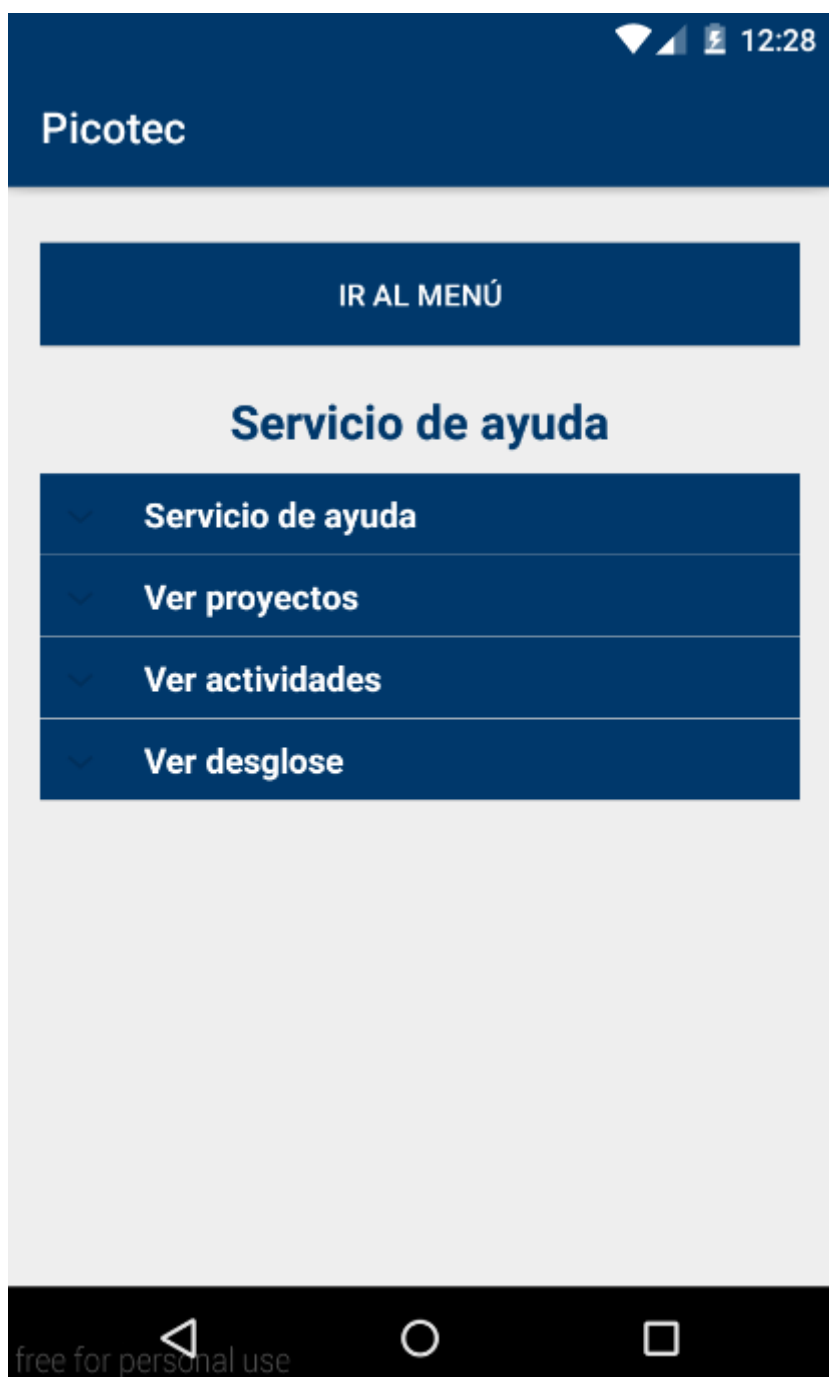 12:28
Picotec
IR AL MENÚ
Servicio de ayuda
Servicio de ayuda
Ver proyectos
Ver actividades
Ver desglose
free for personal use